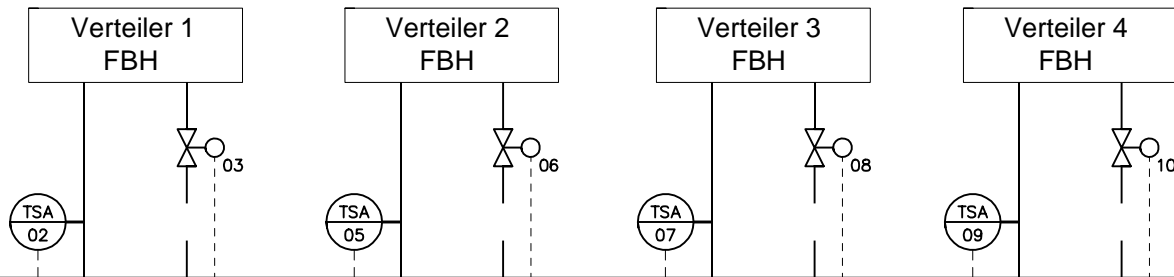 Verteiler 1
FBH
Verteiler 2
FBH
Verteiler 3
FBH
Verteiler 4
FBH
03
06
08
10
TSA
02
TSA
05
TSA
07
TSA
09